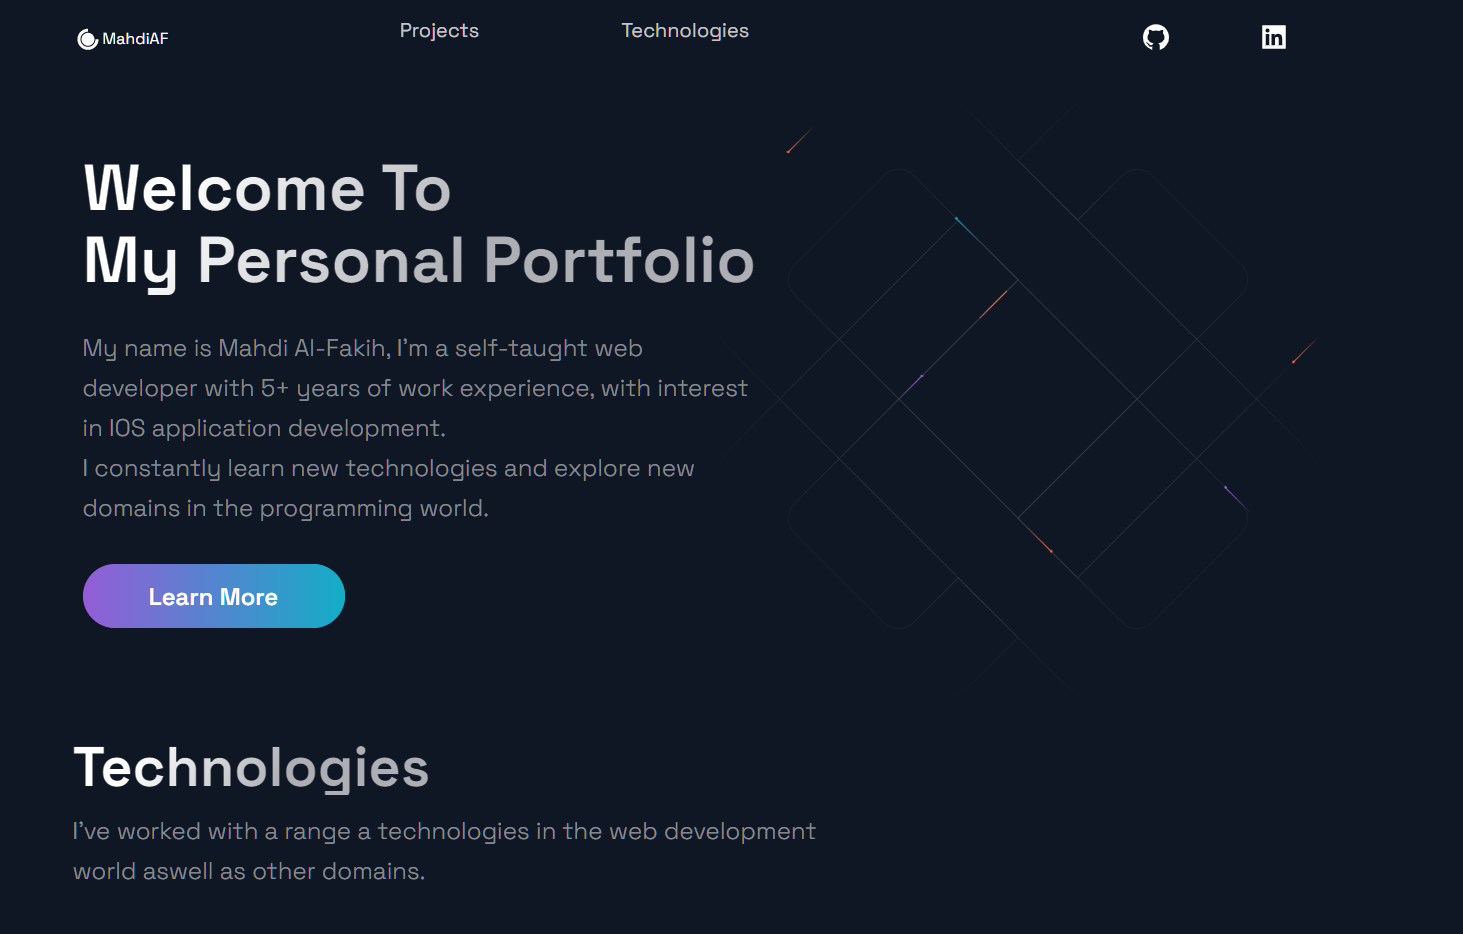 MahdiAF
Projects
Technologies
Welcome To
My Personal Portfolio
My name is Mahdi Al-Fakih, I'm a self-taught web
developer with 5+ years of work experience, with interest
in IOS application development.
I constantly learn new technologies and explore new
domains in the programming world.
Learn More
Technologies
I've worked with a range a technologies in the web development
world aswell as other domains.